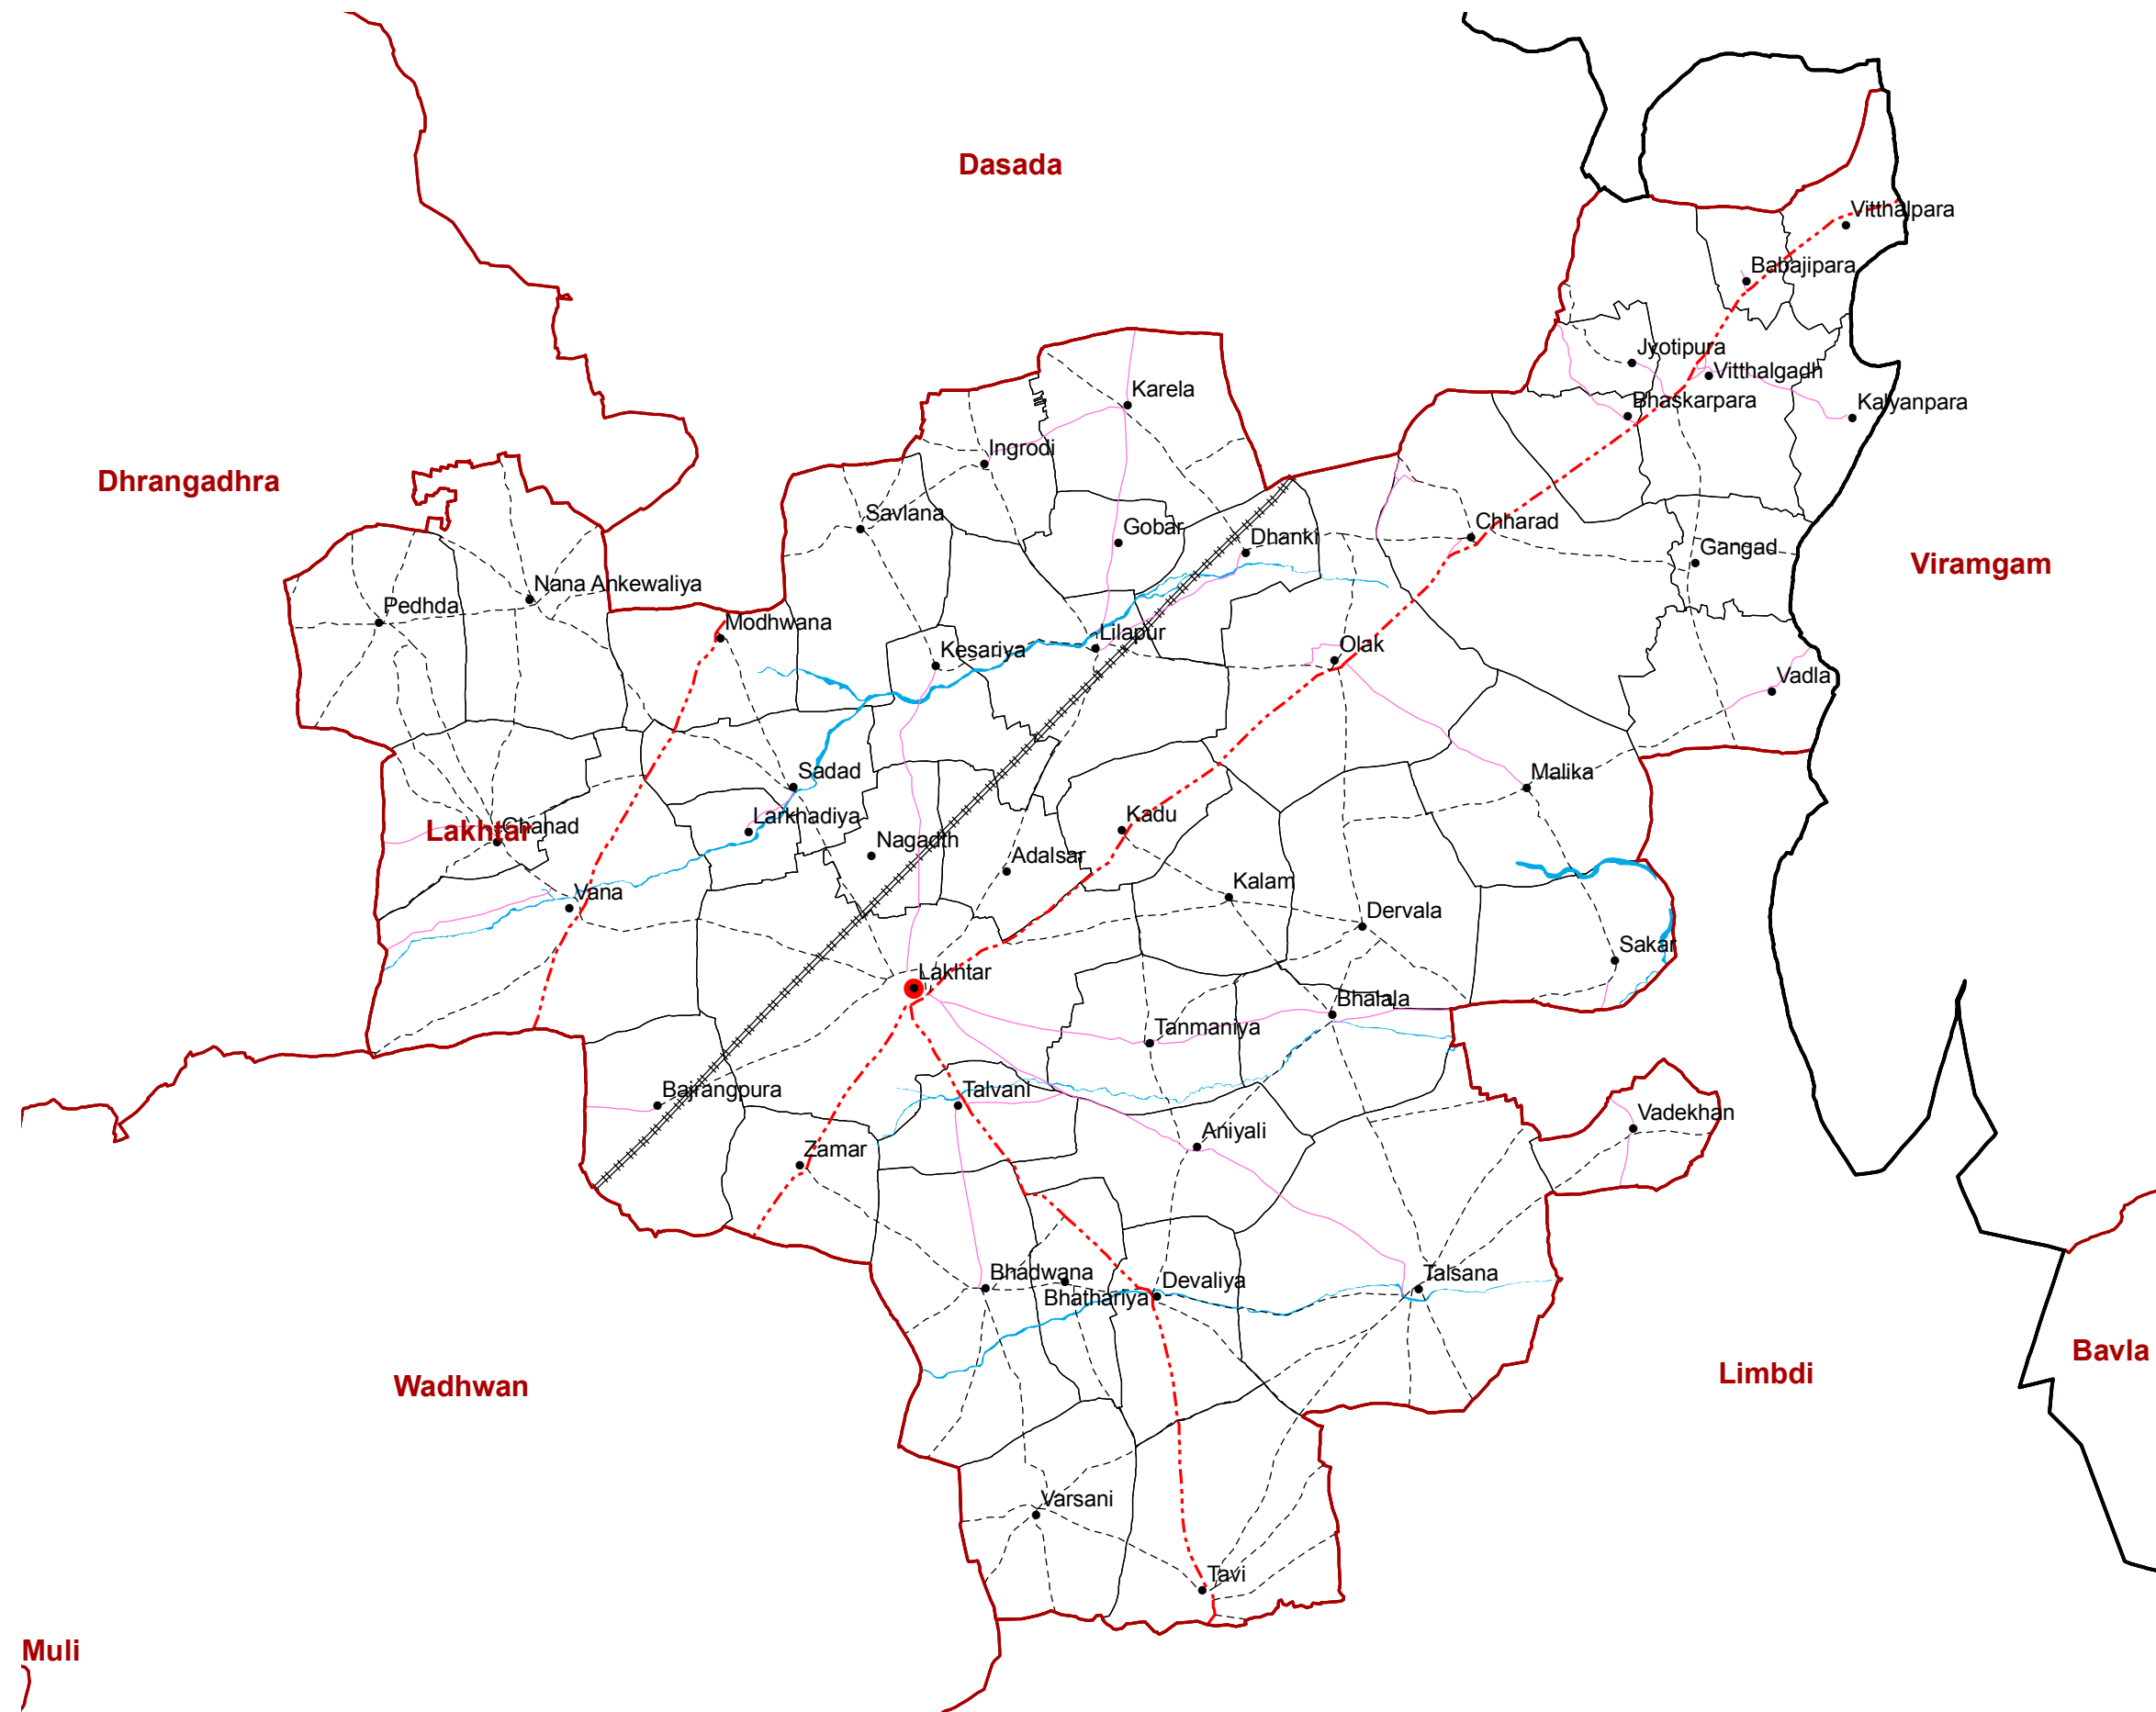 Dasada
Vitthalpara
Babajipara
Jyotipura
Vitthalgadh
Karela
Bhaskarpara
Kalyanpara
Ingrodi
Dhrangadhra
Savlana
Gobar
Chharad
Dhanki
Gangad
Viramgam
Nana Ankewaliya
Pedhda
Modhwana
Lilapur
Olak
Kesariya
Vadla
Sadad
Malika
Larkhadiya
Kadu
Chanad
Lakhtar
Nagadth
Adalsar
Kalam
Vana
Dervala
Sakar
Lakhtar
Bhalala
Tanmaniya
Bajrangpura
Talvani
Vadekhan
Aniyali
Zamar
Bhadwana
Talsana
Devaliya
Bhathariya
Bavla
Limbdi
Wadhwan
Varsani
Tavi
Muli